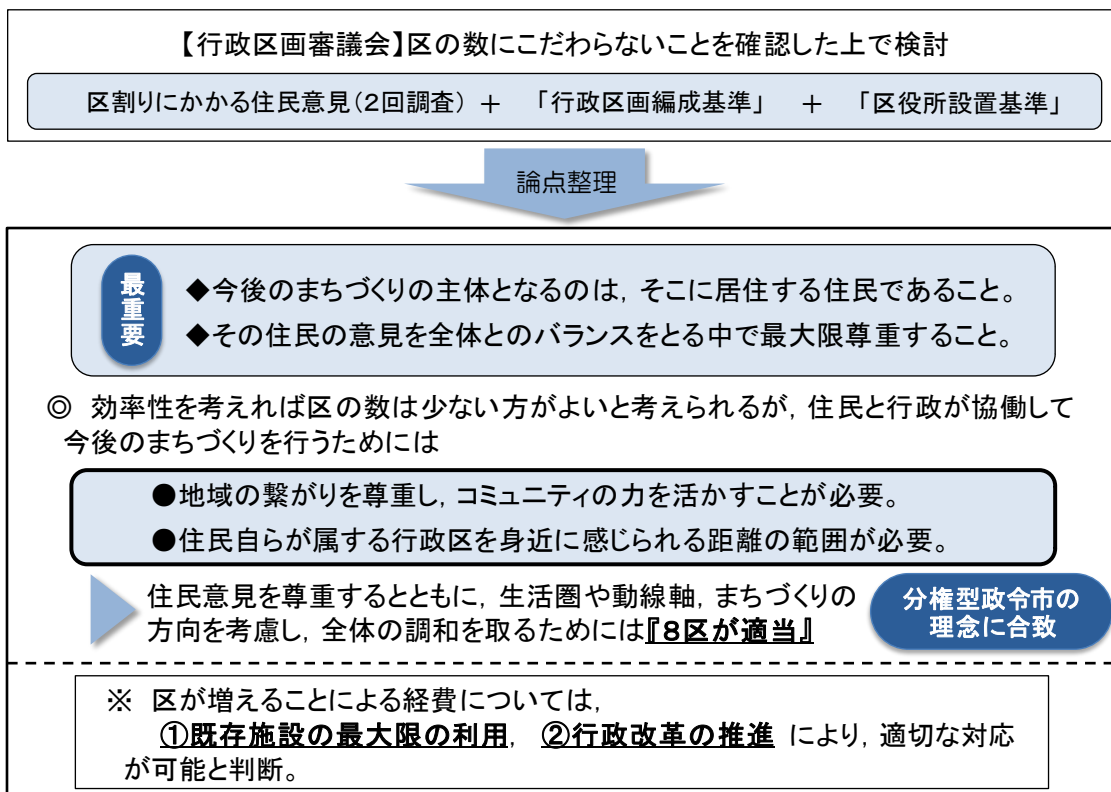 【行政区画審議会】区の数にこだわらないことを確認した上で検討
区割りにかかる住民意見(2回調査) + 「行政区画編成基準」 + 「区役所設置基準」
論点整理
最重要
◆今後のまちづくりの主体となるのは,そこに居住する住民であること。
◆その住民の意見を全体とのバランスをとる中で最大限尊重すること。
◎ 効率性を考えれば区の数は少ない方がよいと考えられるが,住民と行政が協働して
今後のまちづくりを行うためには
●地域の繋がりを尊重し,コミュニティの力を活かすことが必要。
●住民自らが属する行政区を身近に感じられる距離の範囲が必要。
住民意見を尊重するとともに,生活圏や動線軸,まちづくりの
方向を考慮し,全体の調和を取るためには『8区が適当』
分権型政令市の
理念に合致
※ 区が増えることによる経費については,
①既存施設の最大限の利用, ②行政改革の推進 により,適切な対応
が可能と判断。